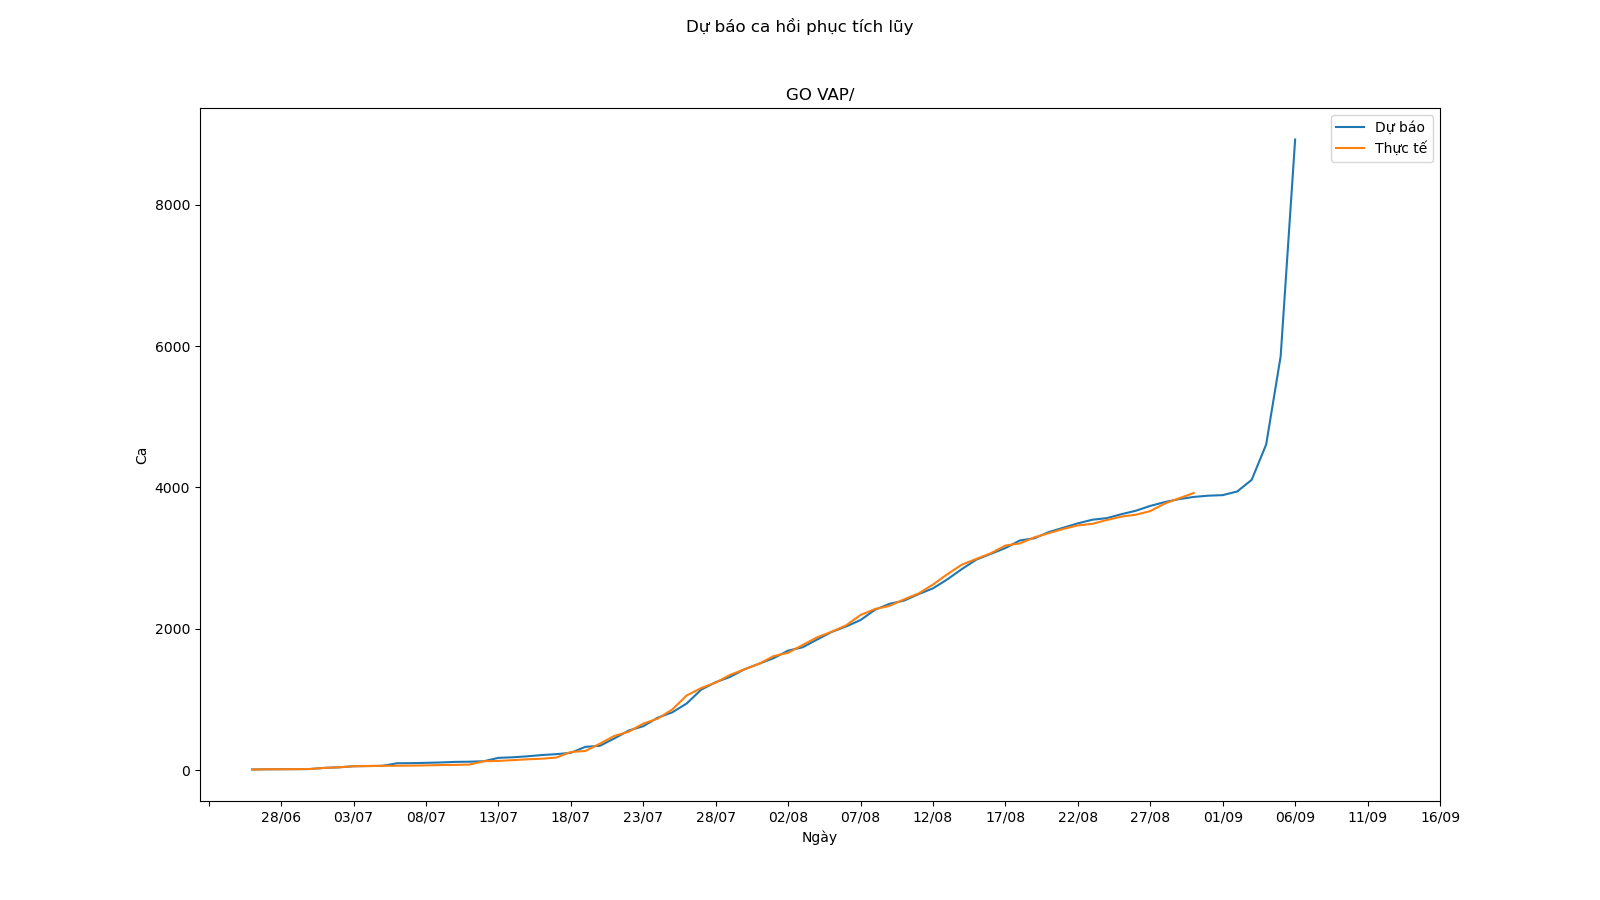 Dự báo ca hồi phục tích lũy
GO VAP/
Dự báo
Thực tế
8000
6000
4000
2000
0
Ca
28/06 03/07 08/07 13/07 18/07 23/07 28/07 02/08 07/08 12/08 17/08 22/08 27/08 01/09 06/09 11/09 16/09
Ngày